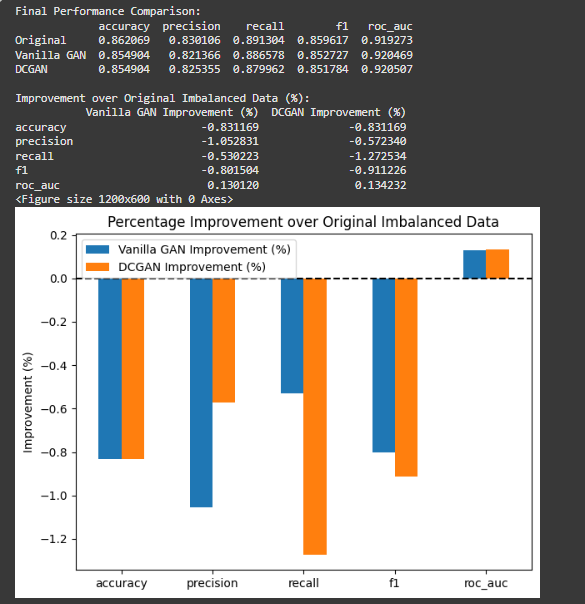 Final Performance Comparison:
accuracy precision recall f1 roc_auc
Original 0.862069 0.830106 0.891304 0.859617 0.919273
Vanilla GAN 0.854904 0.821366 0.886578 0.852727 0.920469
DCGAN 0.854904 0.825355 0.879962 0.851784 0.920507
Improvement over Original Imbalanced Data (%):
Vanilla GAN Improvement (%) DCGAN Improvement (%)
accuracy -0.831169 -0.831169
precision -1.052831 -0.572340
recall -0.530223 -1.272534
f1 -0.801504 -0.911226
roc_auc 0.130120 0.134232
<Figure size 1200x600 with 0 Axes>
Percentage Improvement over Original Imbalanced Data
Vanilla GAN Improvement (%)
DCGAN Improvement (%)
Improvement (%)
0.2
0.0
−0.2
−0.4
−0.6
−0.8
−1.0
−1.2
accuracy precision recall f1 roc_auc